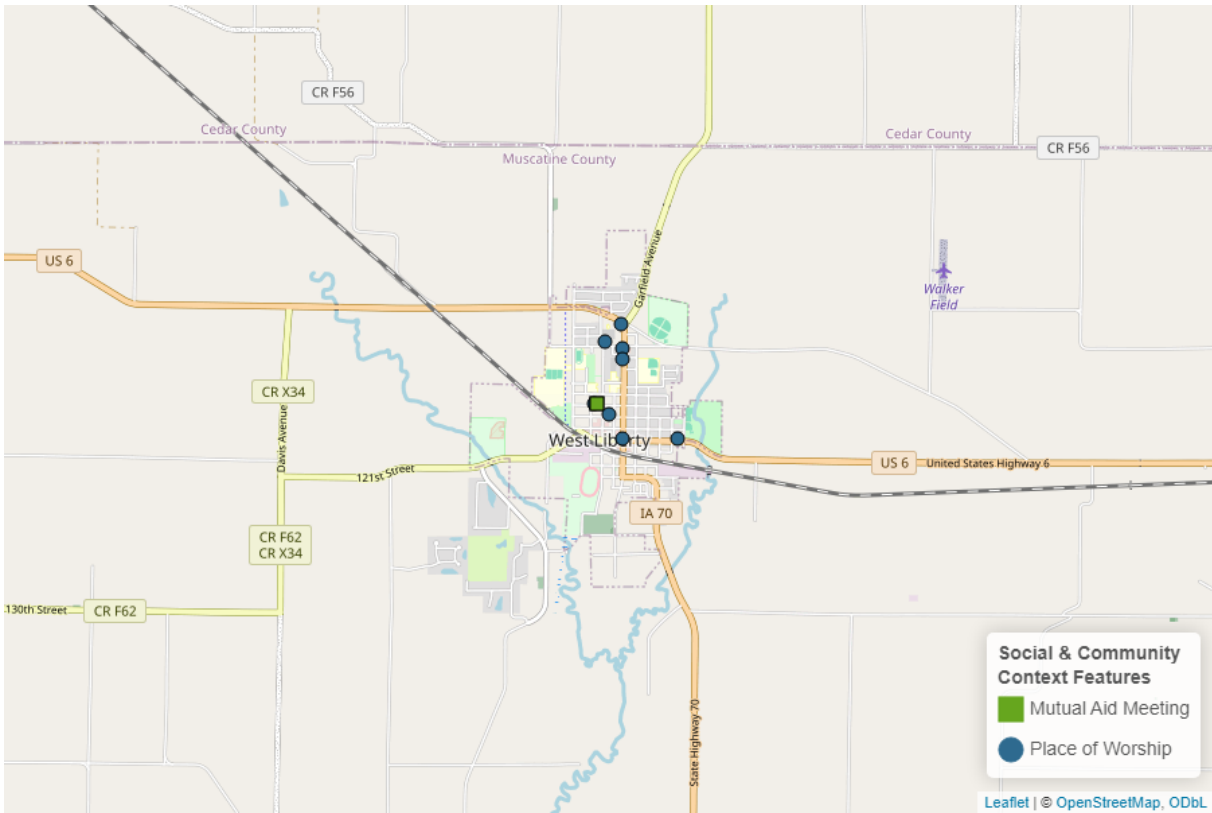 CR F56
Cedar County
Cedar County
CR F56
Muscatine County
Garfield Avenue
US 6
Walker
Field
CR X34
Davis Avenue
West Liberty
121st Street
US 6
United States Highway 6
IA 70
CR F62
CR X34
130th Street
CR F62
State Highway 70
Social & Community
Context Features
Mutual Aid Meeting
Place of Worship
Leaflet | © OpenStreetMap, ODbL